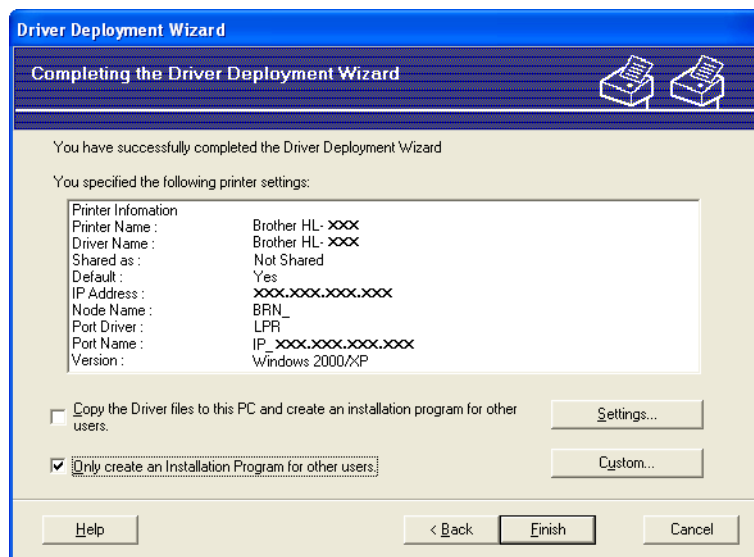 Driver Deployment Wizard
Completing the Driver Deployment Wizard
You have successfully completed the Driver Deployment Wizard
You specified the following printer settings:
Printer Infomation
Printer Name : Brother HL- XXX
Driver Name : Brother HL- XXX
Shared as : Not Shared
Default : Yes
IP Address : XXX.XXX.XXX.XXX
Node Name : BRN_
Port Driver : LPR
Port Name : IP_XXX.XXX.XXX.XXX
Version : Windows 2000/XP
Copy the Driver files to this PC and create an installation program for other
users.
Settings...
Only create an Installation Program for other users.
Custom...
Help < Back Finish Cancel